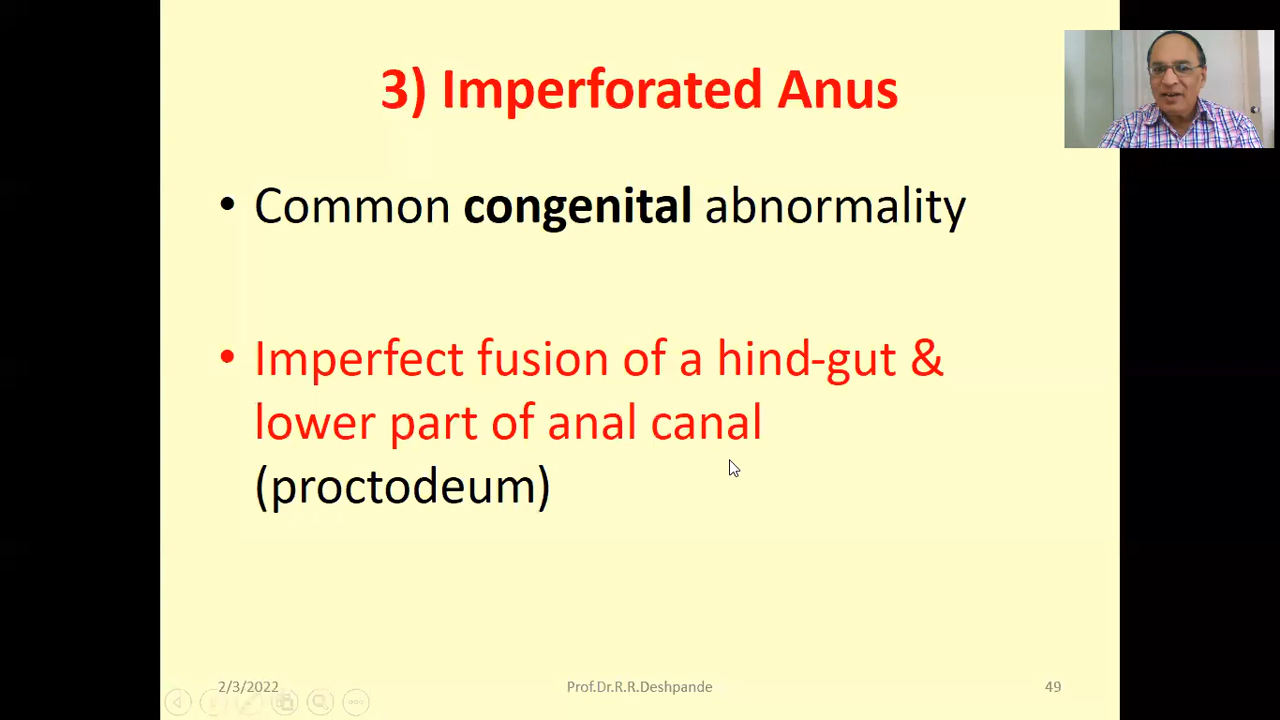 3) Imperforated Anus
• Common congenital abnormality
• Imperfect fusion of a hind-gut &
lower part of anal canal
(proctodeum)
2/3/2022
Prof.Dr.R.R.Deshpande
49